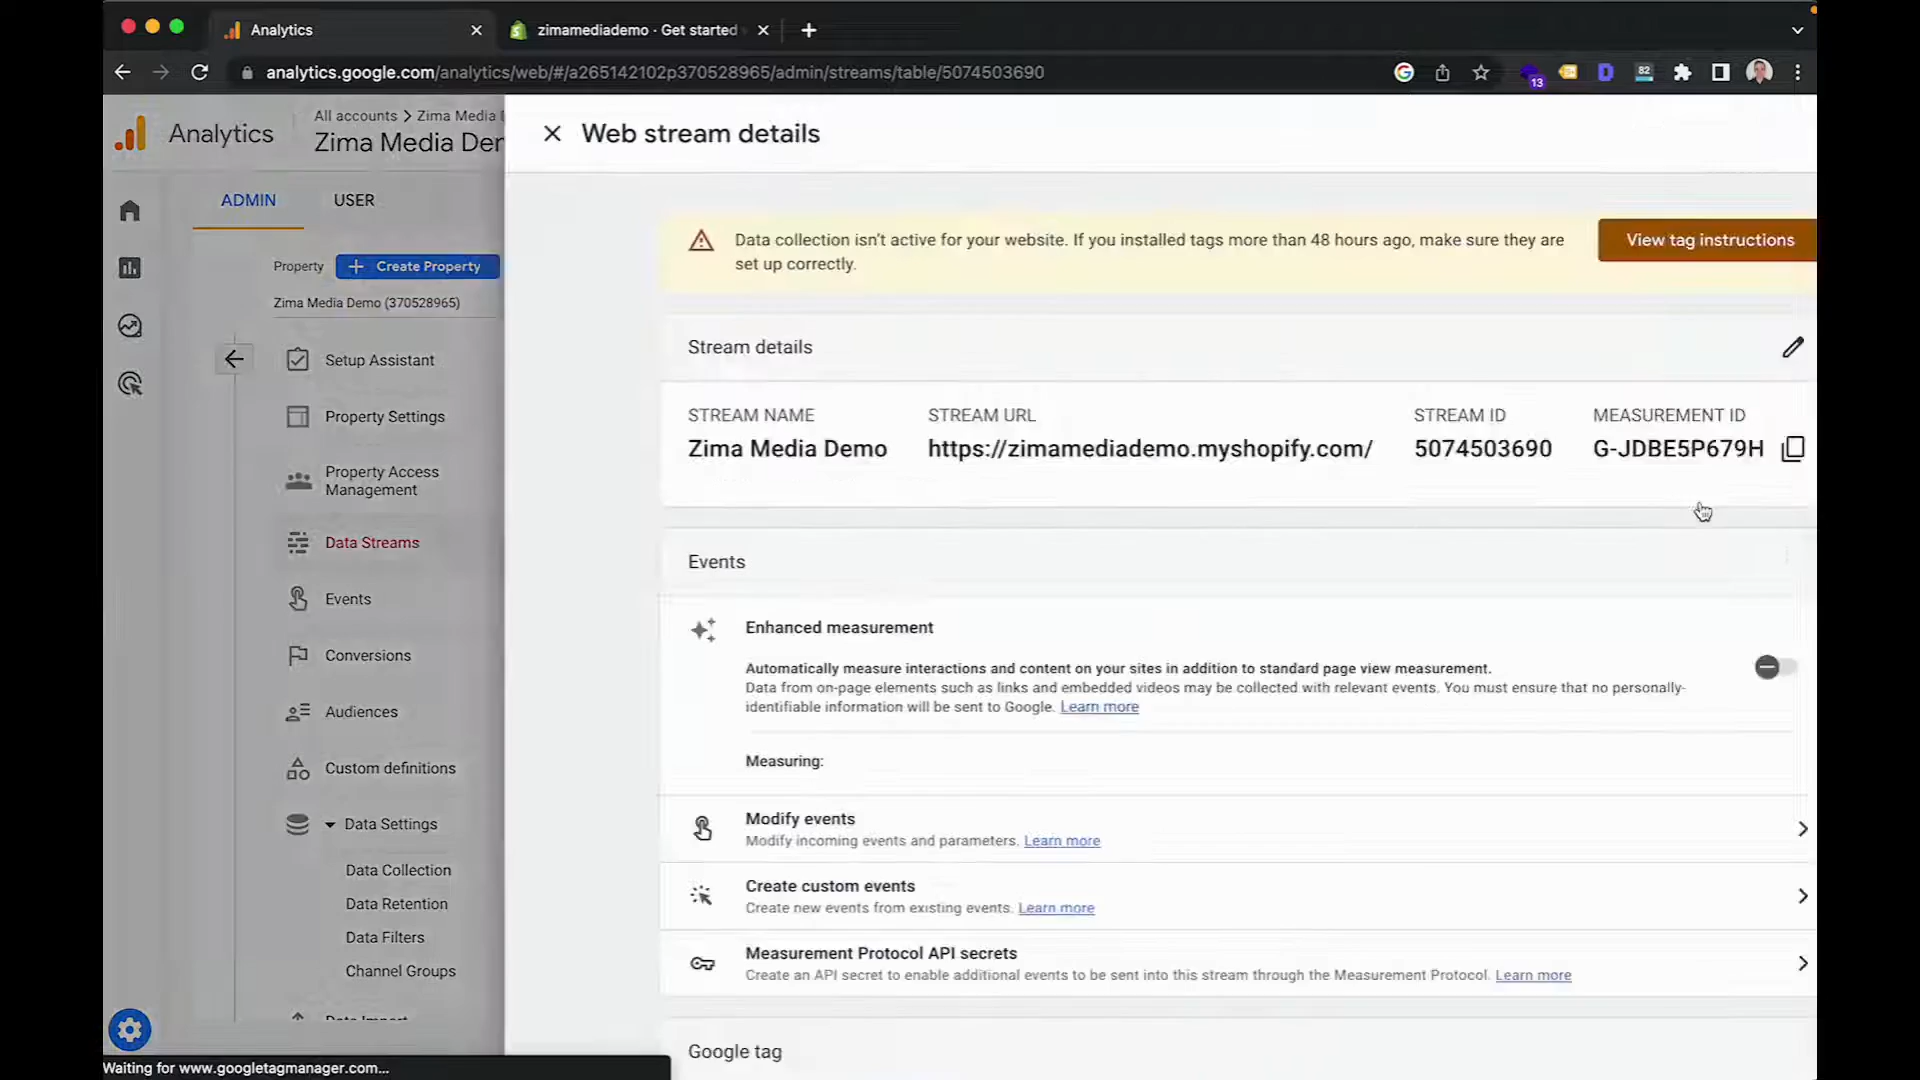 Analytics
zimamediademo · Get started
analytics.google.com/analytics/web/#/a265142102p370528965/admin/streams/table/5074503690
13
82
Analytics
All accounts > Zima Media
Zima Media Der
Web stream details
ADMIN
USER
Property
Create Property
Zima Media Demo (370528965)
Setup Assistant
Property Settings
Property Access
Management
Data Streams
Events
Conversions
Audiences
Custom definitions
Data Settings
Data Collection
Data Retention
Data Filters
Channel Groups
Data Import
Data collection isn't active for your website. If you installed tags more than 48 hours ago, make sure they are
set up correctly.
View tag instructions
Stream details
STREAM NAME
Zima Media Demo
STREAM URL
https://zimamediademo.myshopify.com/
STREAM ID
5074503690
MEASUREMENT ID
G-JDBE5P679H
Events
Enhanced measurement
Automatically measure interactions and content on your sites in addition to standard page view measurement.
Data from on-page elements such as links and embedded videos may be collected with relevant events. You must ensure that no personally-
identifiable information will be sent to Google. Learn more
Measuring:
Modify events
Modify incoming events and parameters. Learn more
Create custom events
Create new events from existing events. Learn more
Measurement Protocol API secrets
Create an API secret to enable additional events to be sent into this stream through the Measurement Protocol. Learn more
Google tag
Waiting for www.googletagmanager.com...